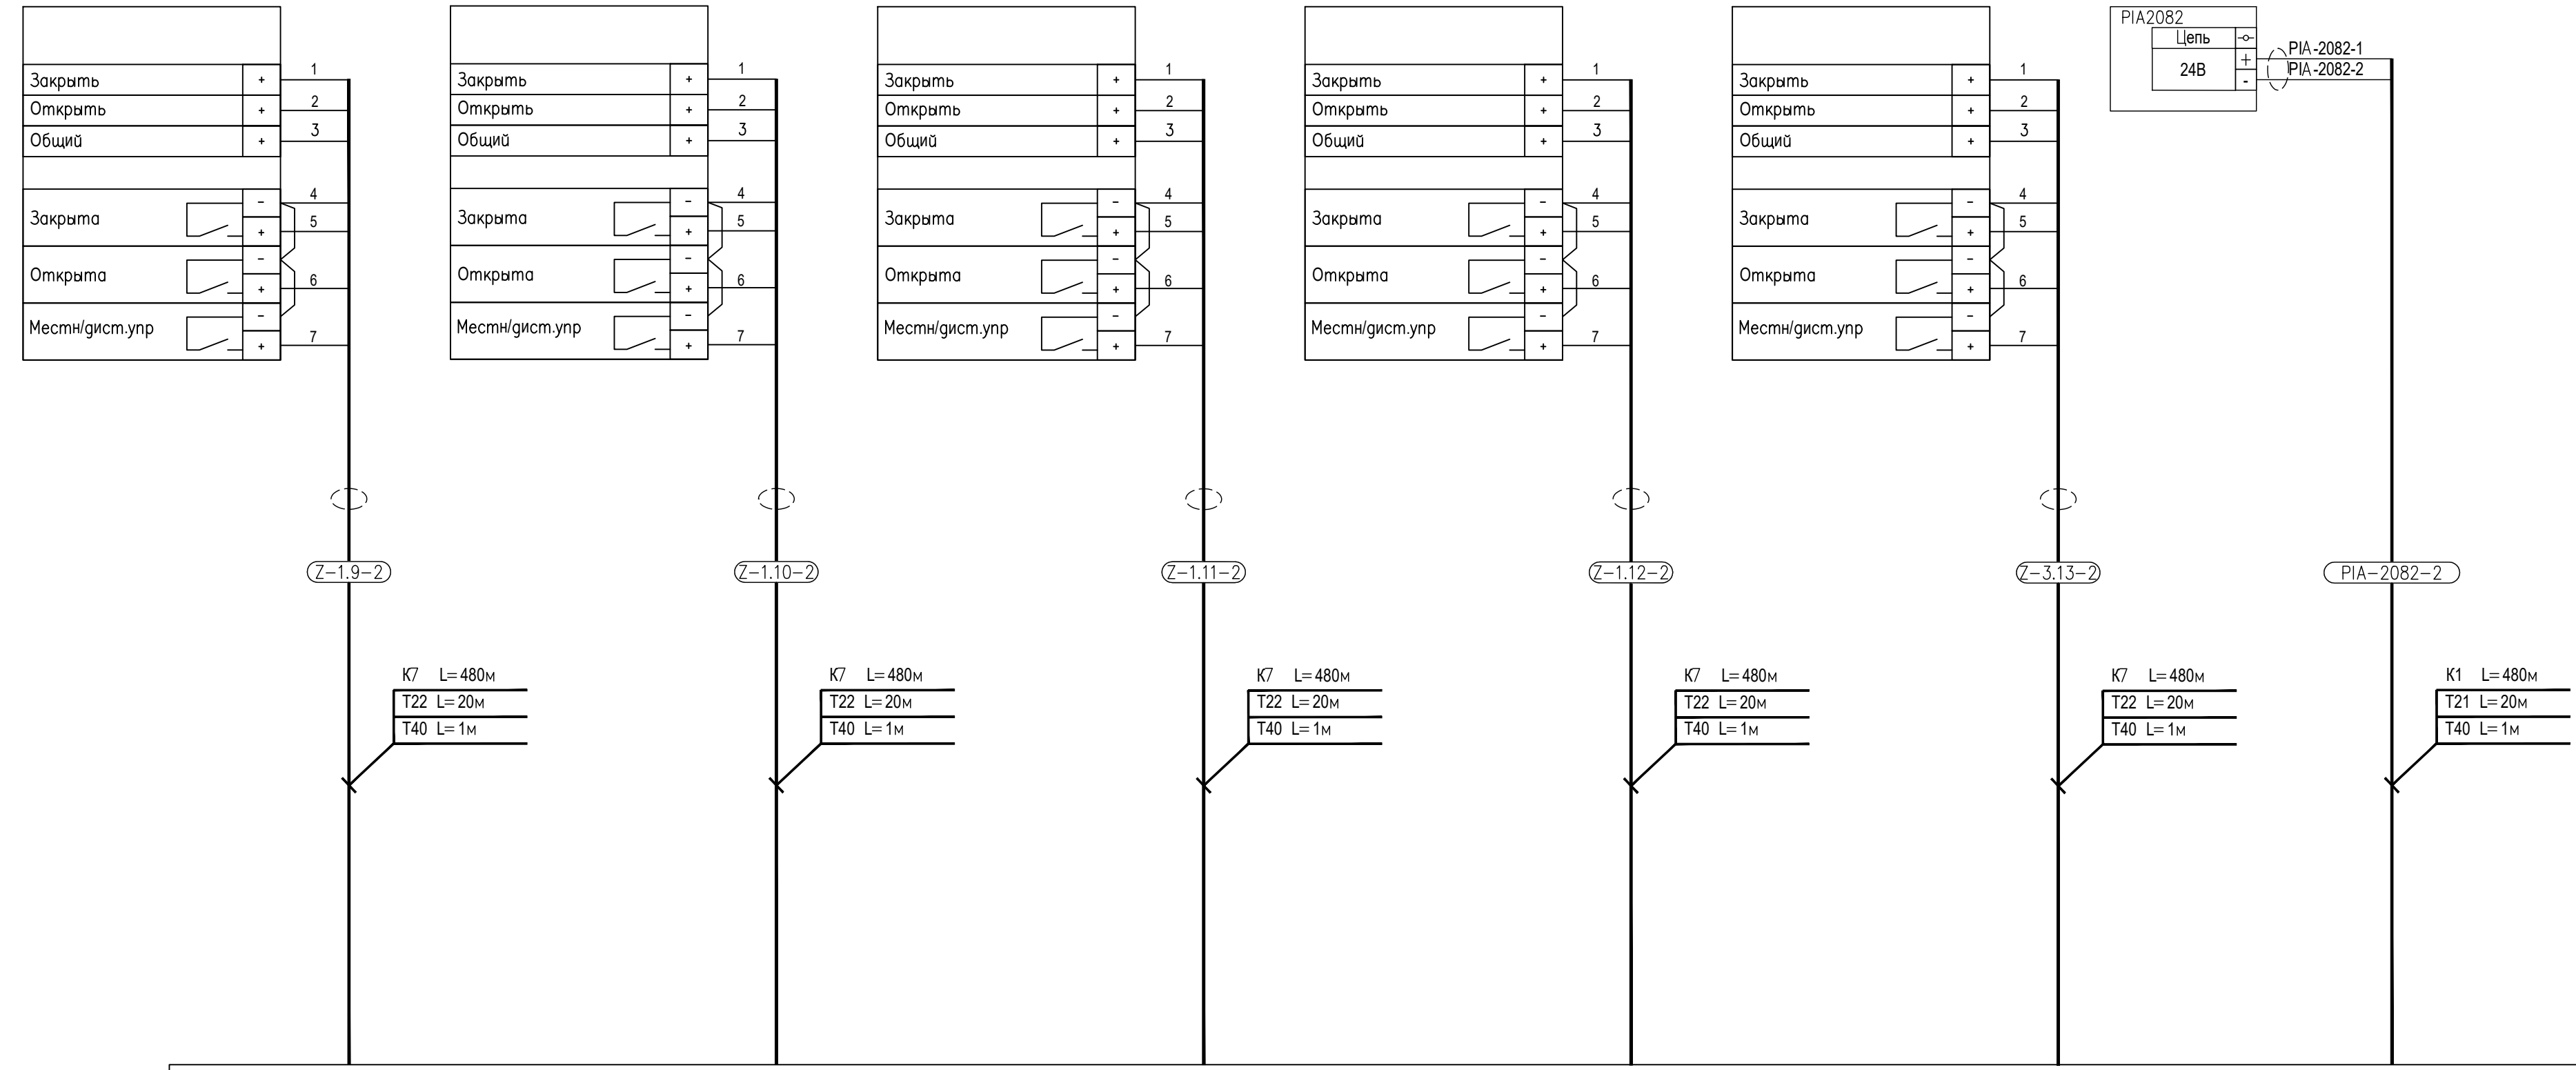 Закрыть + 1
Открыть + 2
Общий + 3
Закрыта - 4
+ 5
Открыта -
+ 6
Местн/дист.упр -
+ 7
Z-1.9-2
К7 L=480м
Т22 L=20м
Т40 L=1м
Закрыть + 1
Открыть + 2
Общий + 3
Закрыта - 4
+ 5
Открыта -
+ 6
Местн/дист.упр -
+ 7
Z-1.10-2
К7 L=480м
Т22 L=20м
Т40 L=1м
Закрыть + 1
Открыть + 2
Общий + 3
Закрыта - 4
+ 5
Открыта -
+ 6
Местн/дист.упр -
+ 7
Z-1.11-2
К7 L=480м
Т22 L=20м
Т40 L=1м
Закрыть + 1
Открыть + 2
Общий + 3
Закрыта - 4
+ 5
Открыта -
+ 6
Местн/дист.упр -
+ 7
Z-1.12-2
К7 L=480м
Т22 L=20м
Т40 L=1м
Закрыть + 1
Открыть + 2
Общий + 3
Закрыта - 4
+ 5
Открыта -
+ 6
Местн/дист.упр -
+ 7
Z-3.13-2
К7 L=480м
Т22 L=20м
Т40 L=1м
PIA2082
Цепь
24В
+ PIA-2082-1
- PIA-2082-2
PIA-2082-2
К1 L=480м
Т21 L=20м
Т40 L=1м